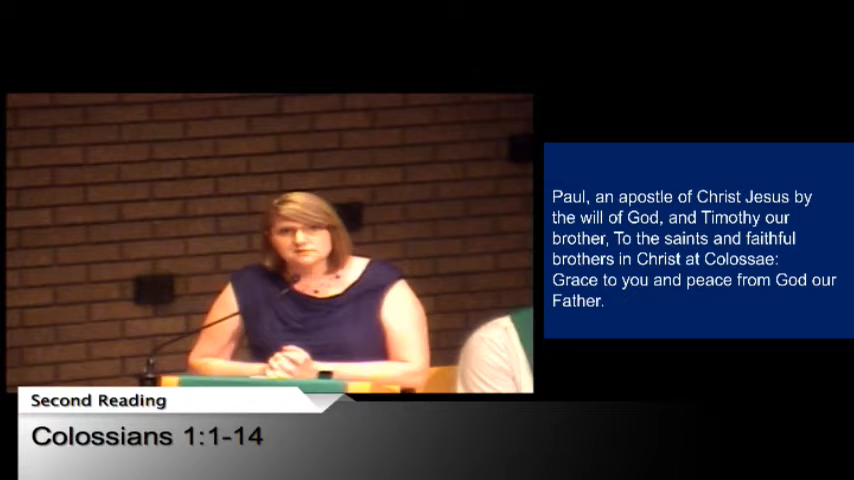 Paul, an apostle of Christ Jesus by
the will of God, and Timothy our
brother, To the saints and faithful
brothers in Christ at Colossae:
Grace to you and peace from God our
Father.
Second Reading
Colossians 1:1-14